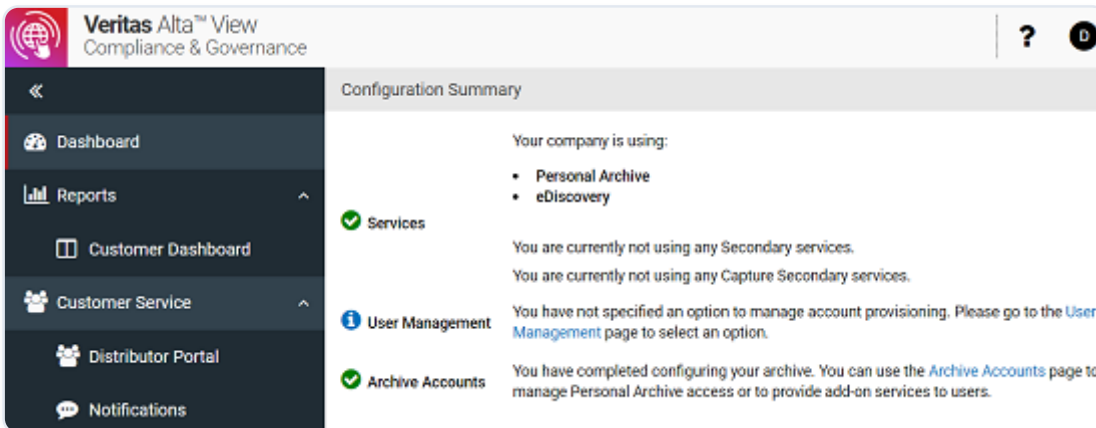 Veritas Alta™ View
Compliance & Governance
?
D
«
Dashboard
Reports
Customer Dashboard
Customer Service
Distributor Portal
Notifications
Configuration Summary
Your company is using:
• Personal Archive
• eDiscovery
Services
You are currently not using any Secondary services.
You are currently not using any Capture Secondary services.
User Management
You have not specified an option to manage account provisioning. Please go to the User
Management page to select an option.
Archive Accounts
You have completed configuring your archive. You can use the Archive Accounts page to
manage Personal Archive access or to provide add-on services to users.